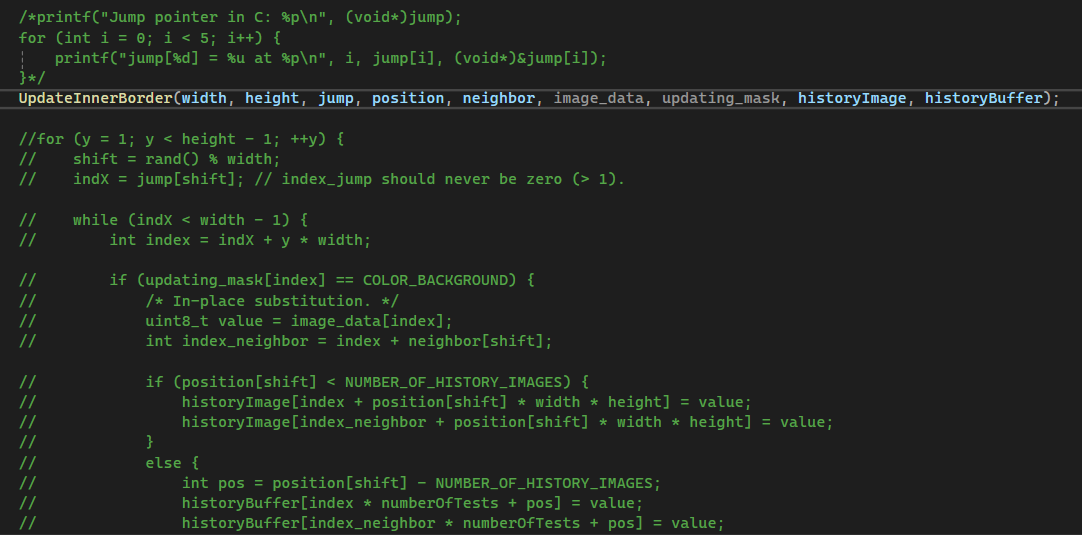 /*printf("Jump pointer in C: %p\n", (void*)jump);
for (int i = 0; i < 5; i++) {
    printf("jump[%d] = %u at %p\n", i, jump[i], (void*)&jump[i]);
}*/
UpdateInnerBorder(width, height, jump, position, neighbor, image_data, updating_mask, historyImage, historyBuffer);
//for (y = 1; y < height - 1; ++y) {
//    shift = rand() % width;
//    indX = jump[shift]; // index_jump should never be zero (> 1).
//    while (indX < width - 1) {
//        int index = indX + y * width;
//        if (updating_mask[index] == COLOR_BACKGROUND) {
//            /* In-place substitution. */
//            uint8_t value = image_data[index];
//            int index_neighbor = index + neighbor[shift];
//            if (position[shift] < NUMBER_OF_HISTORY_IMAGES) {
//                historyImage[index + position[shift] * width * height] = value;
//                historyImage[index_neighbor + position[shift] * width * height] = value;
//            }
//            else {
//                int pos = position[shift] - NUMBER_OF_HISTORY_IMAGES;
//                historyBuffer[index * numberOfTests + pos] = value;
//                historyBuffer[index_neighbor * numberOfTests + pos] = value;